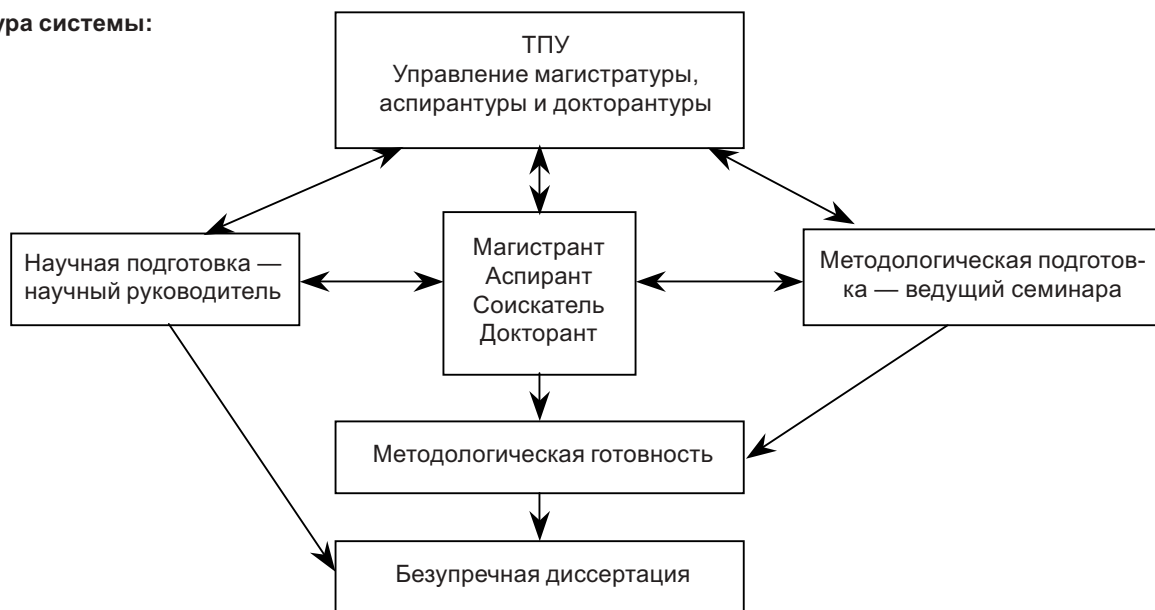 ура системы:
ТПУ
Управление магистратуры,
аспирантуры и докторантуры
Научная подготовка —
научный руководитель
Магистрант
Аспирант
Соискатель
Докторант
Методологическая подготов-
ка — ведущий семинара
Методологическая готовность
Безупречная диссертация